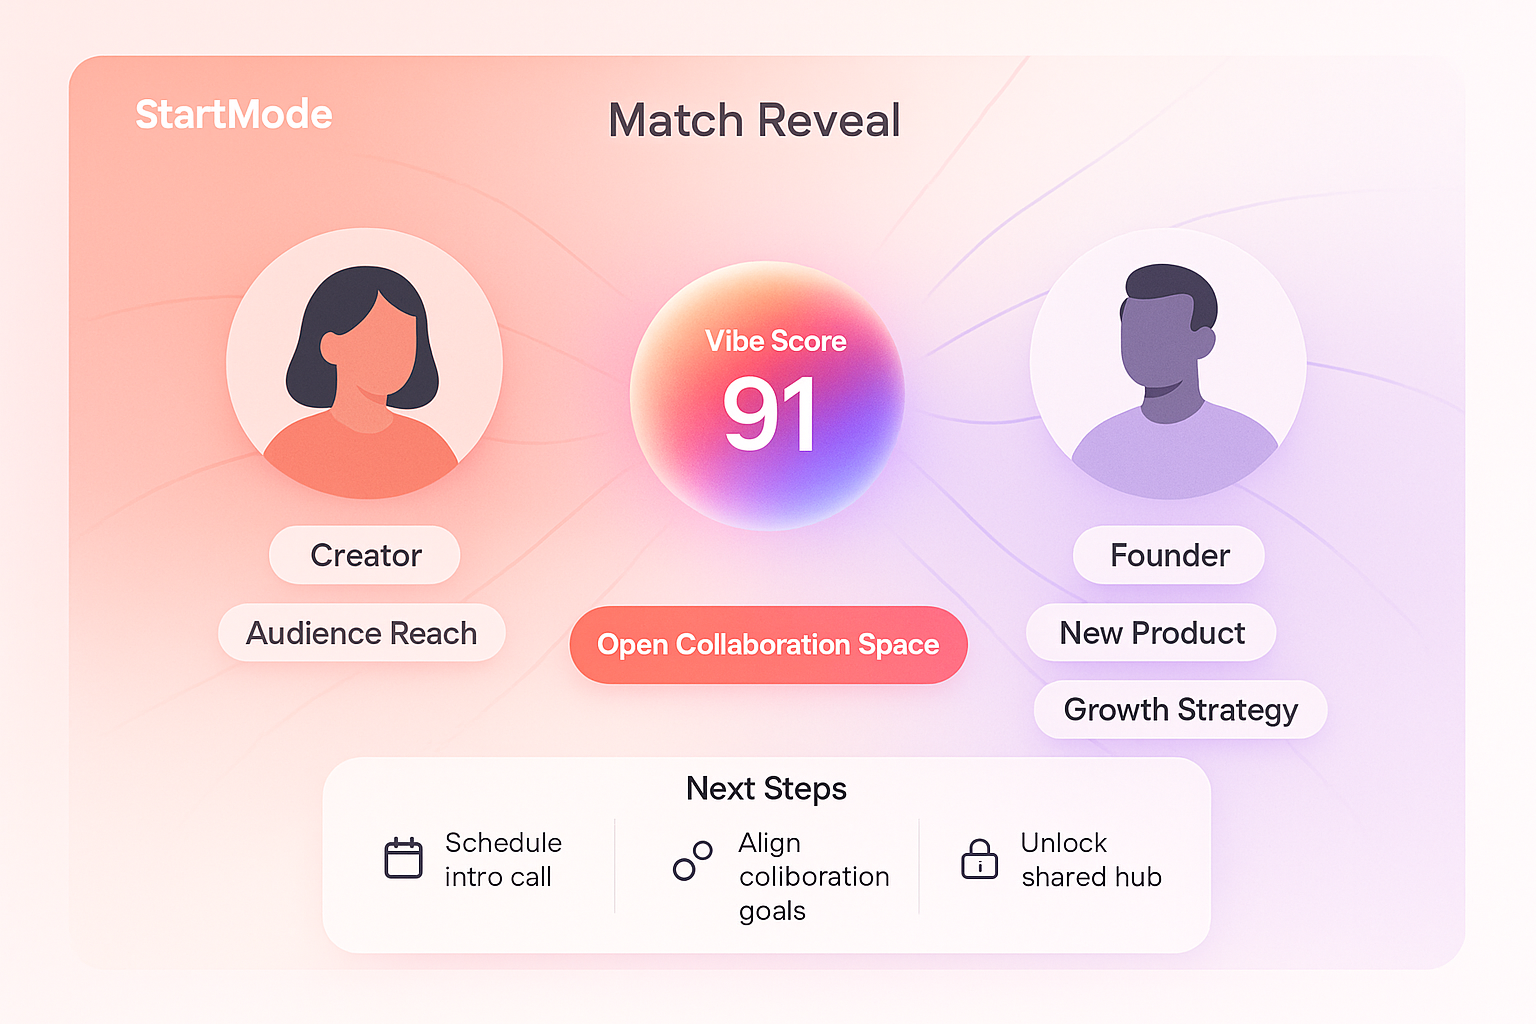 StartMode
Match Reveal
Vibe Score
91
Creator
Audience Reach
Open Collaboration Space
Founder
New Product
Growth Strategy
Next Steps
Schedule
intro call
Align
coliboration
goals
Unlock
shared hub